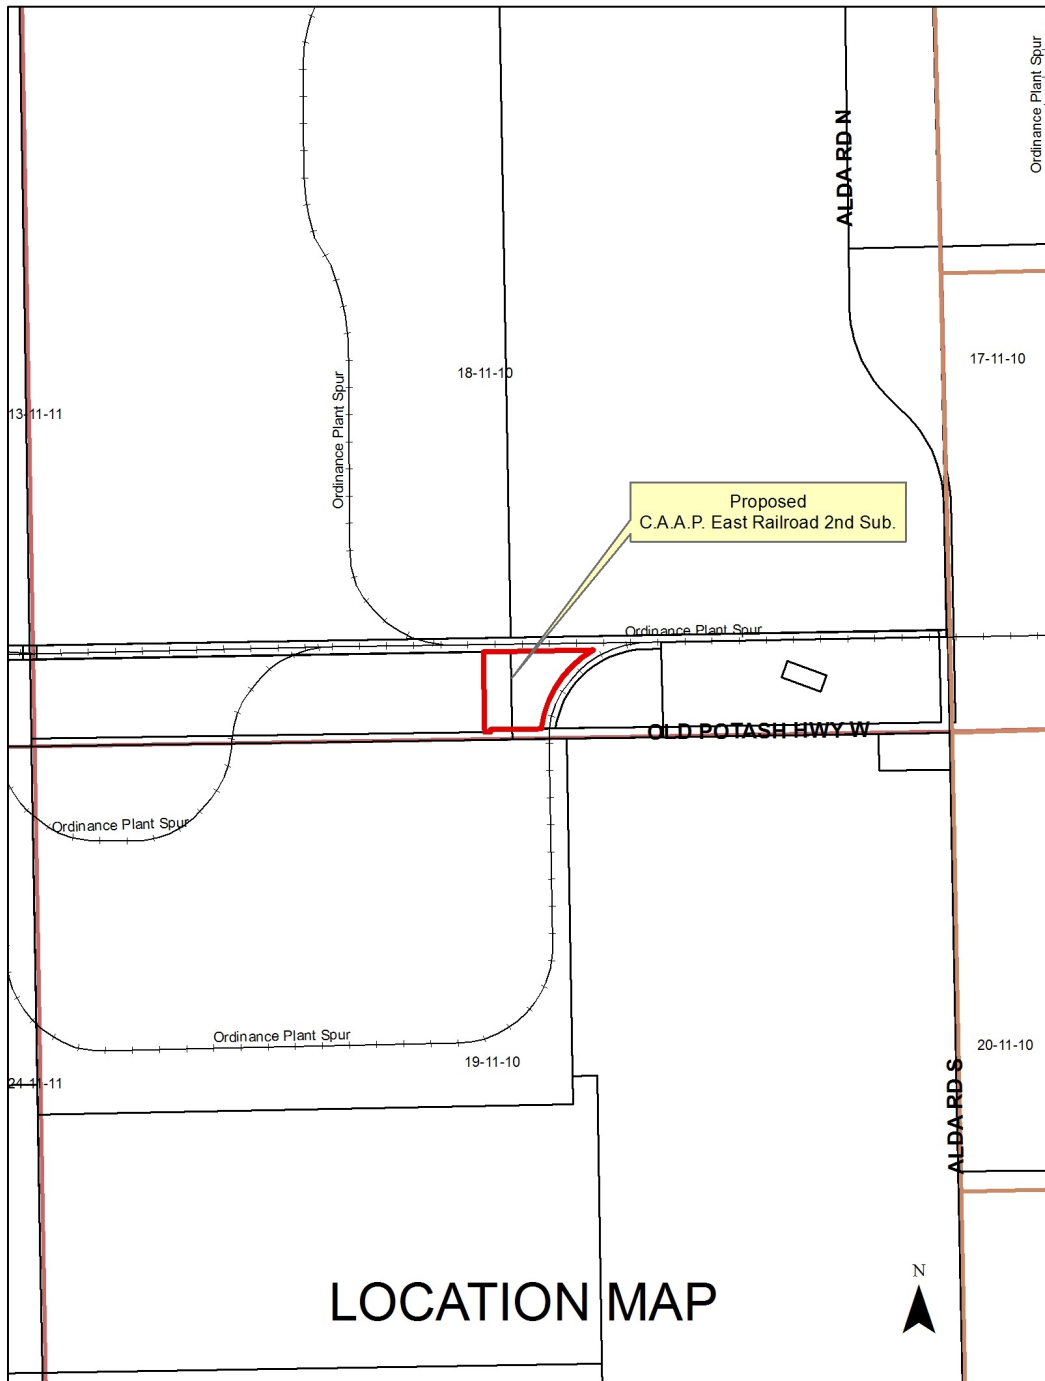 Ordinance Plant Spur
ALDA RD N
17-11-10
18-11-10
13-11-11
Ordinance Plant Spur
Proposed
C.A.A.P. East Railroad 2nd Sub.
Ordinance Plant Spur
OLD POTASH HWY W
Ordinance Plant Spur
Ordinance Plant Spur
20-11-10
19-11-10
24-11-11
ALDA RD S
N
LOCATION MAP